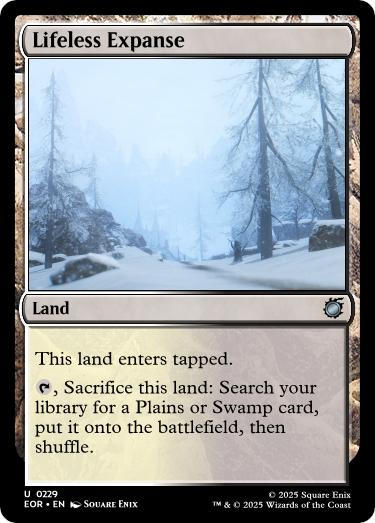 Lifeless Expanse
Land
This land enters tapped.
, Sacrifice this land: Search your
library for a Plains or Swamp card,
put it onto the battlefield, then
shuffle.
U 0229
EOR • EN Square Enix
© 2025 Square Enix
™ & © 2025 Wizards of the Coast